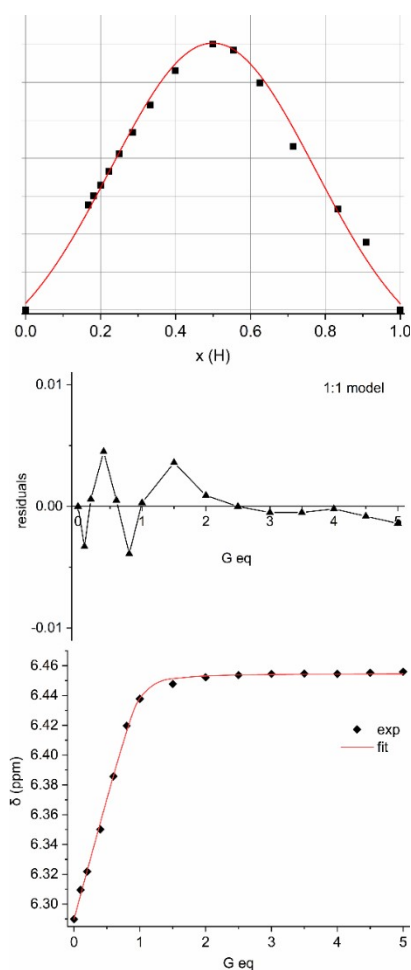 0.0 0.2 0.4 0.6 0.8 1.0
x (H)
0.01
1:1 model
residuals
0.00
0 1 2 3 4 5
G eq
-0.01
6.46
6.44
6.42
6.40
6.38
6.36
6.34
6.32
6.30
δ (ppm)
exp
fit
0 1 2 3 4 5
G eq